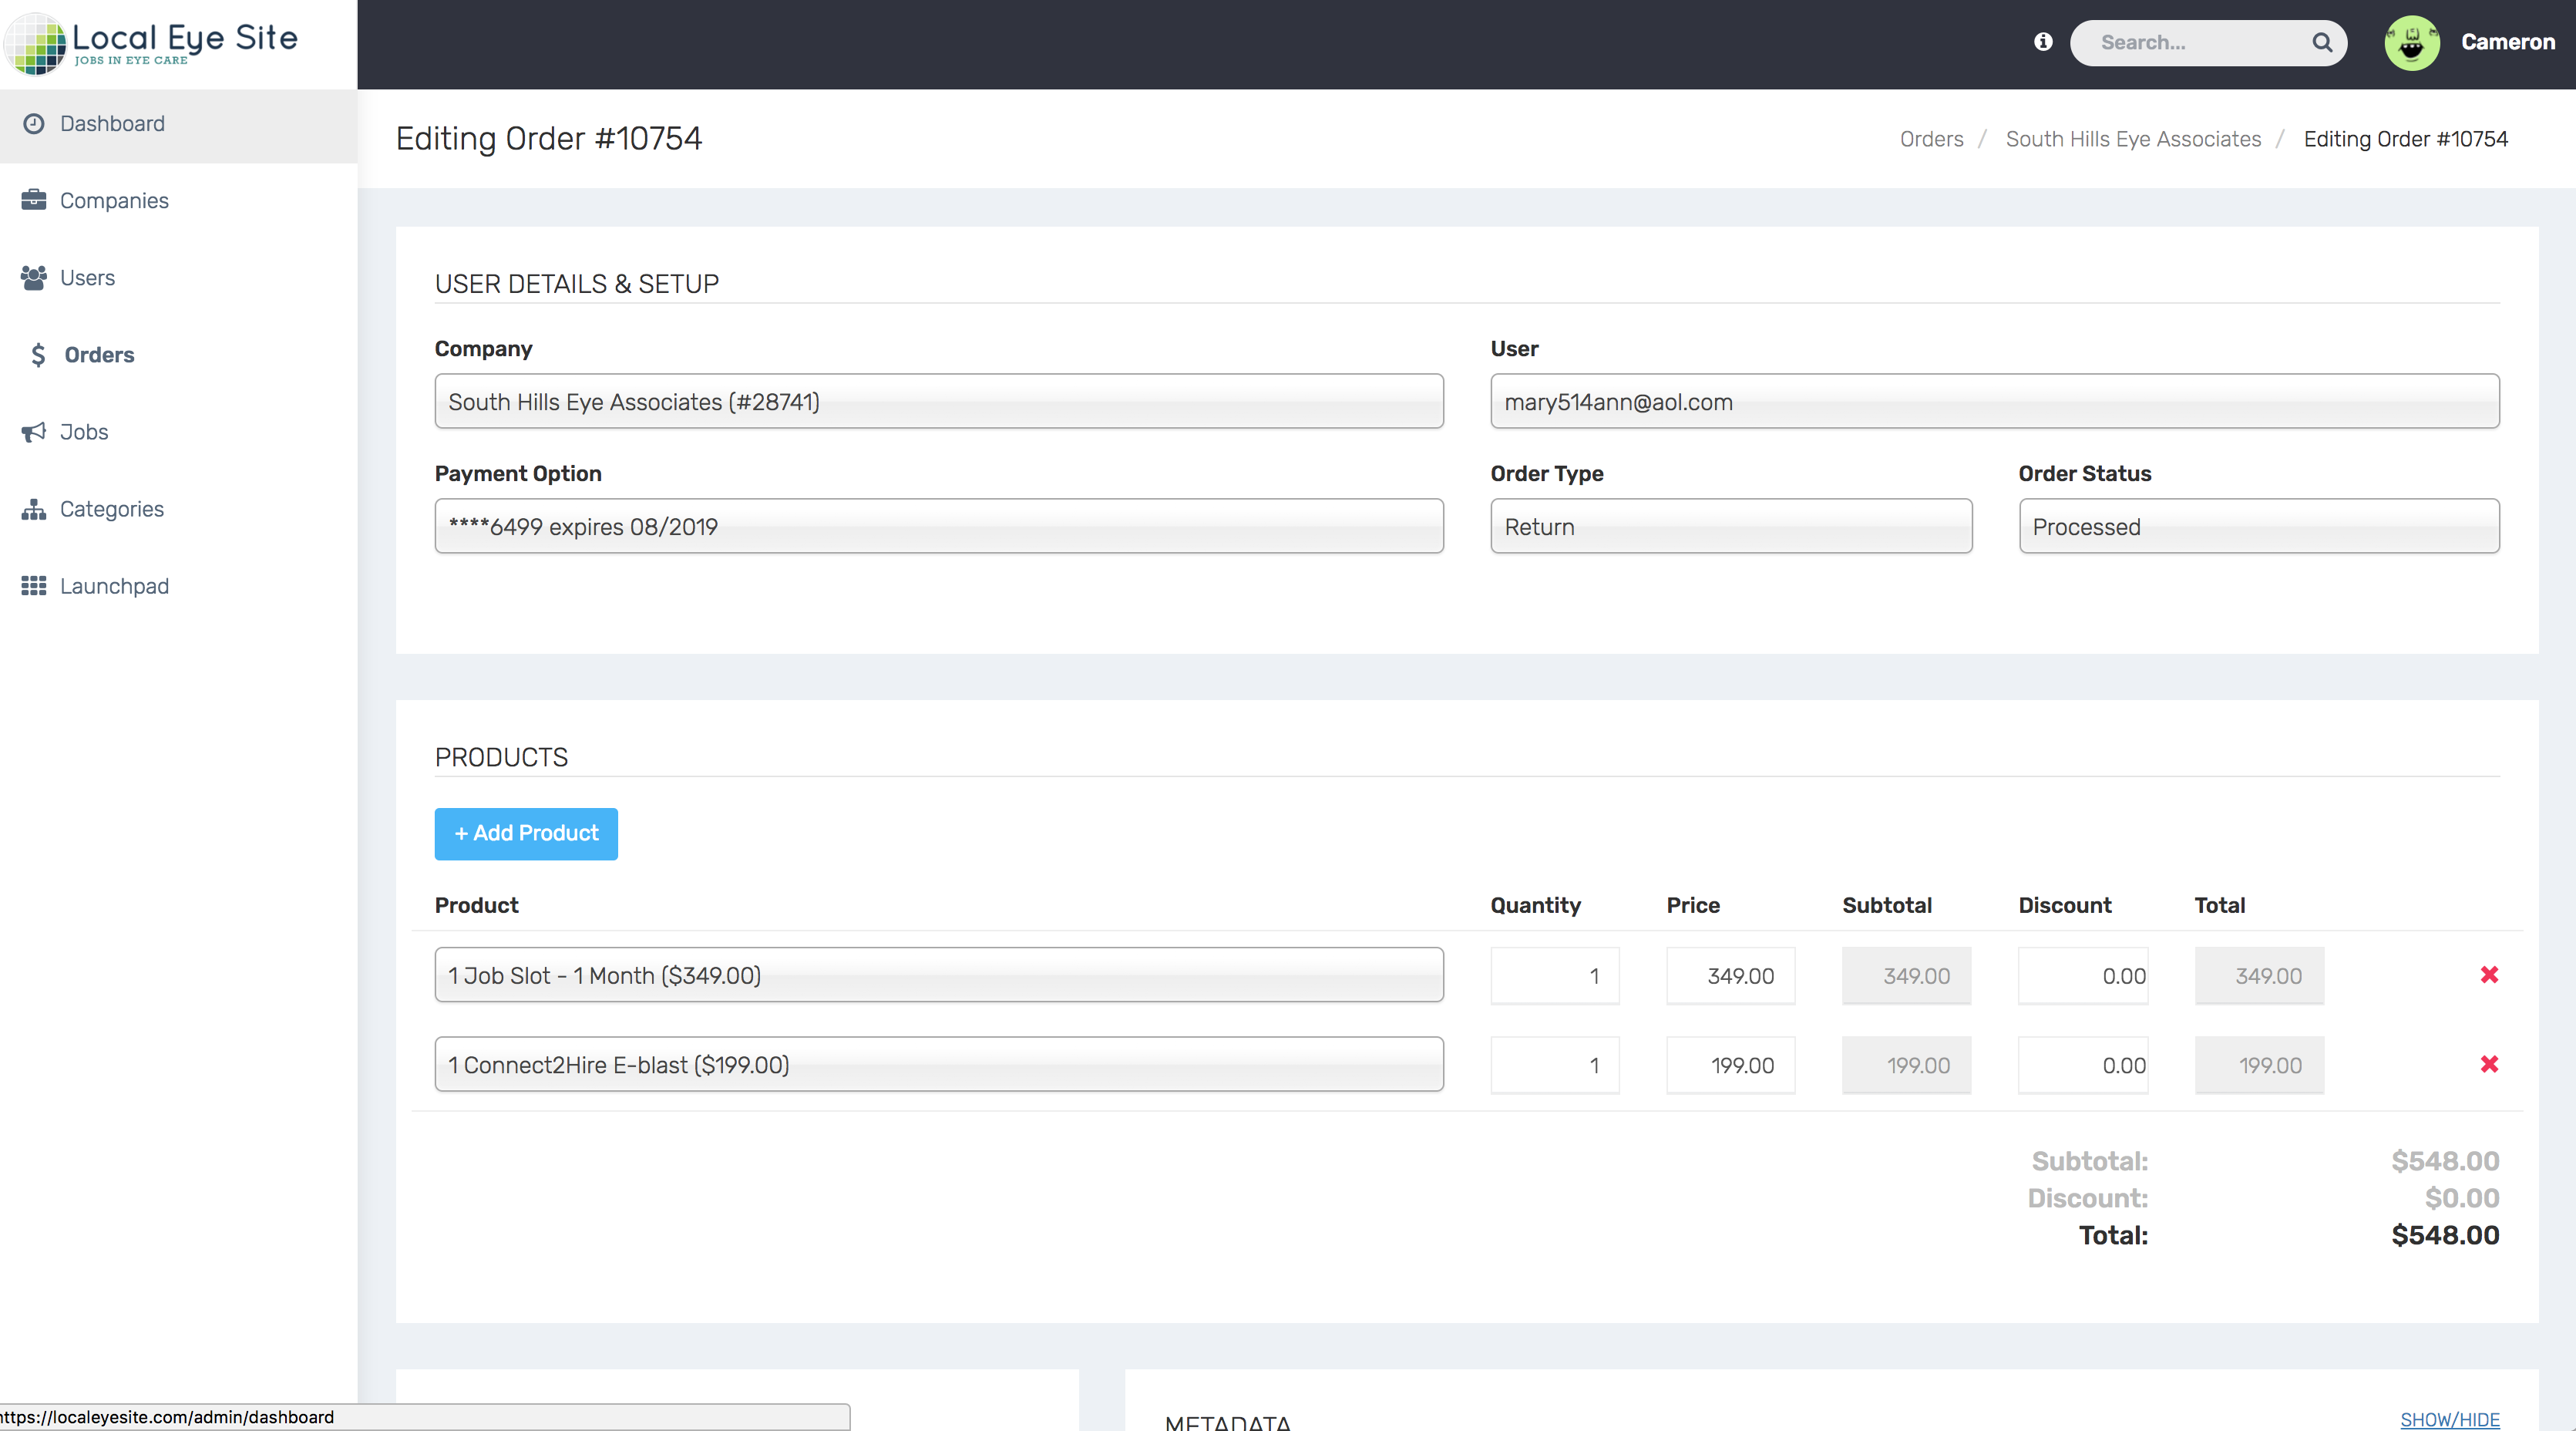 Local Eye Site
JOBS IN EYE CARE
Search...
Cameron
Dashboard
Companies
Users
Orders
Jobs
Categories
Launchpad
Editing Order #10754
Orders / South Hills Eye Associates / Editing Order #10754
USER DETAILS & SETUP
Company
User
South Hills Eye Associates (#28741)
mary514ann@aol.com
Payment Option
Order Type
Order Status
****6499 expires 08/2019
Return
Processed
PRODUCTS
+ Add Product
Product Quantity Price Subtotal Discount Total
1 Job Slot - 1 Month ($349.00) 1 349.00 349.00 0.00 349.00
1 Connect2Hire E-blast ($199.00) 1 199.00 199.00 0.00 199.00
Subtotal: $548.00
Discount: $0.00
Total: $548.00
METADATA
SHOW/HIDE
https://localeyesite.com/admin/dashboard